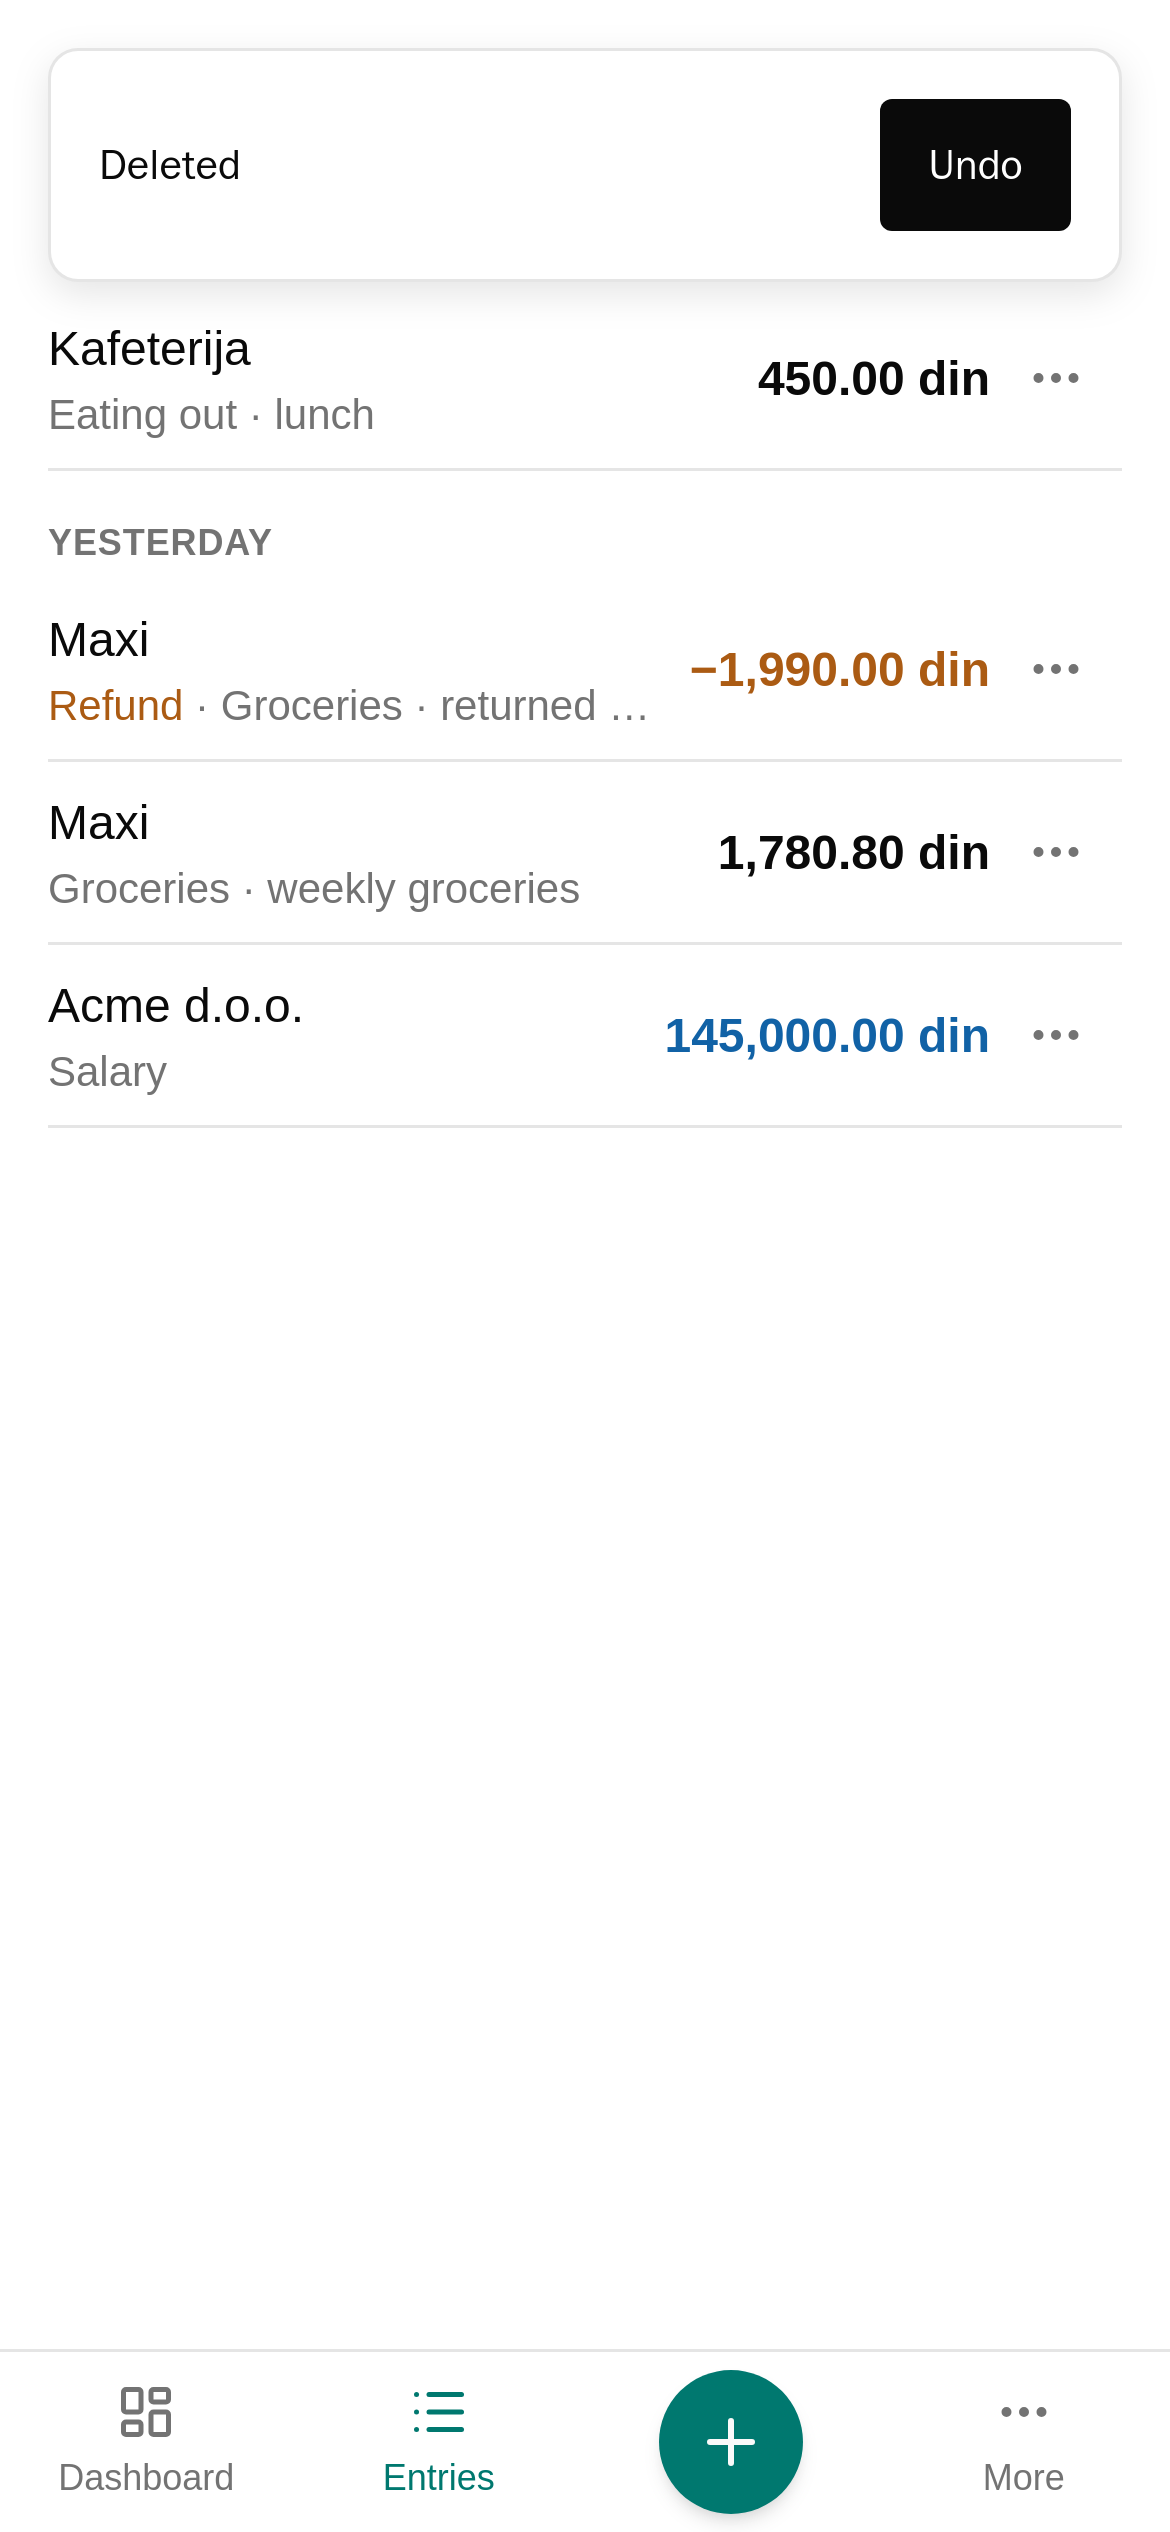 Deleted
Undo
Kafeterija
450.00 din
Eating out · lunch
YESTERDAY
Maxi
−1,990.00 din
Refund · Groceries · returned …
Maxi
1,780.80 din
Groceries · weekly groceries
Acme d.o.o.
145,000.00 din
Salary
Dashboard
Entries
More